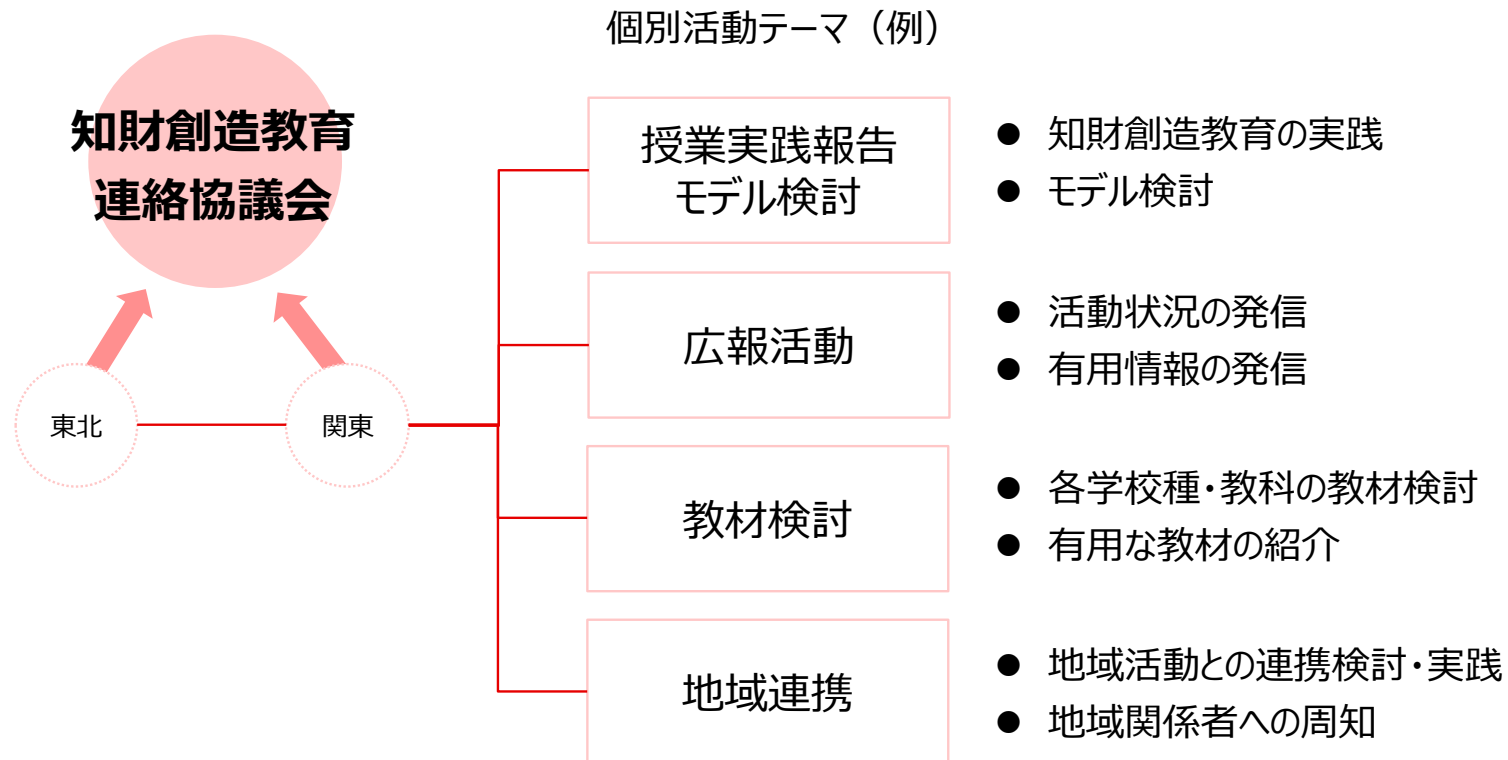 個別活動テーマ（例）
知財創造教育
連絡協議会
東北
関東
授業実践報告
モデル検討
● 知財創造教育の実践
● モデル検討
広報活動
● 活動状況の発信
● 有用情報の発信
教材検討
● 各学校種・教科の教材検討
● 有用な教材の紹介
地域連携
● 地域活動との連携検討・実践
● 地域関係者への周知